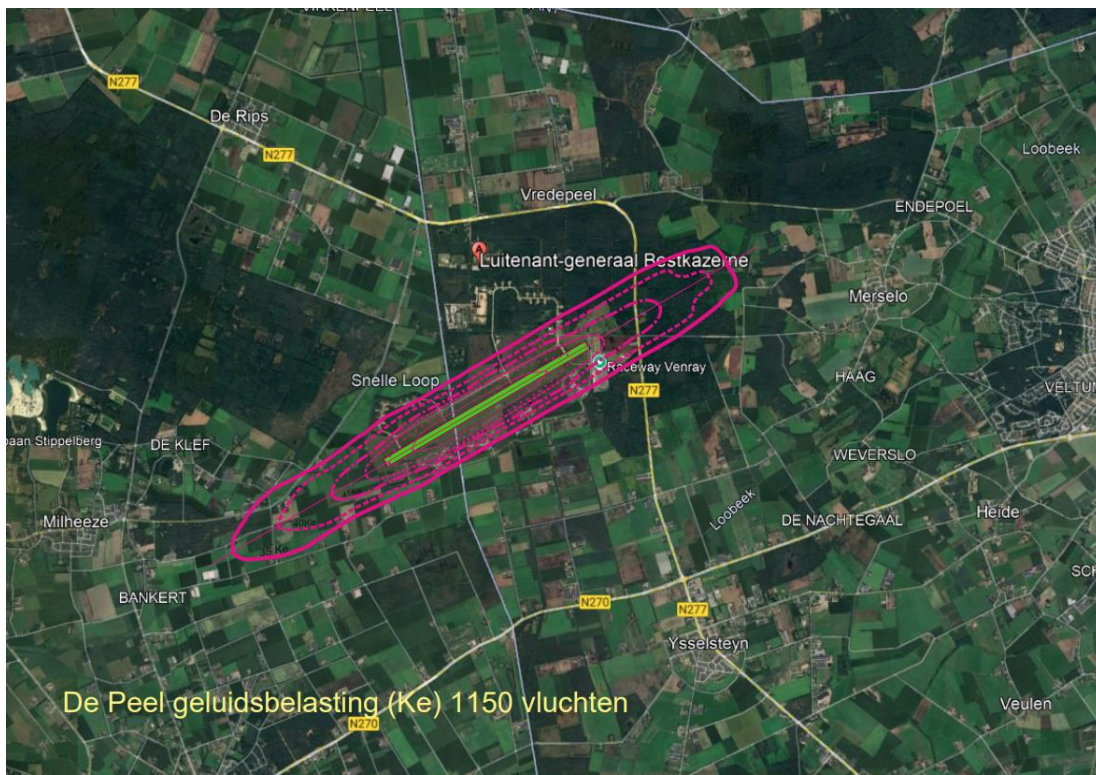 N277
De Rips
N277
Loobeek
Vredepeel
ENDEPOEL
A
Luitenant-generaal Bestkazerne
Merselo
Raceway Venray
Snelle Loop
HAAG
N277
VELTUM
DE KLEF
WEVERSLO
Milheeze
Loobeek
DE NACHTEGAAL
Heide
35 Ke
BANKERT
N270
N277
Ysselsteyn
De Peel geluidsbelasting (Ke) 1150 vluchten
N270
Veulen